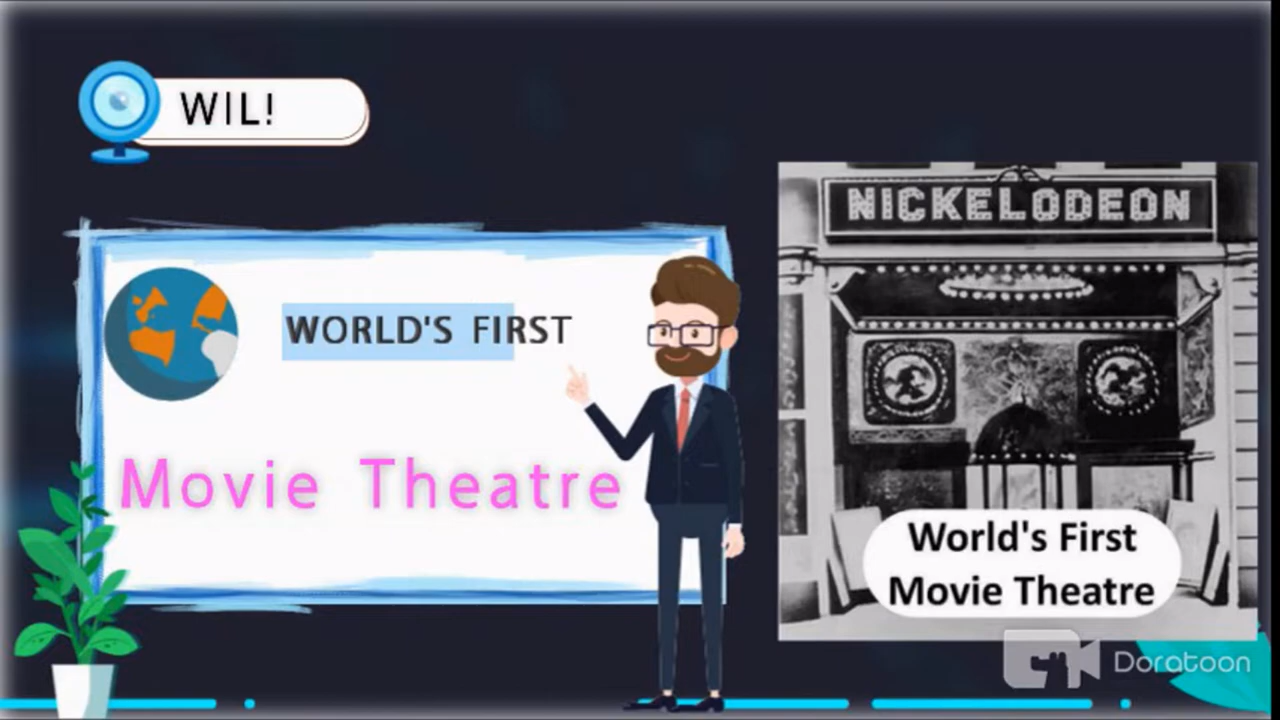 WIL!
WORLD'S FIRST
Movie Theatre
NICKELODEON
World's First
Movie Theatre
Doratoon